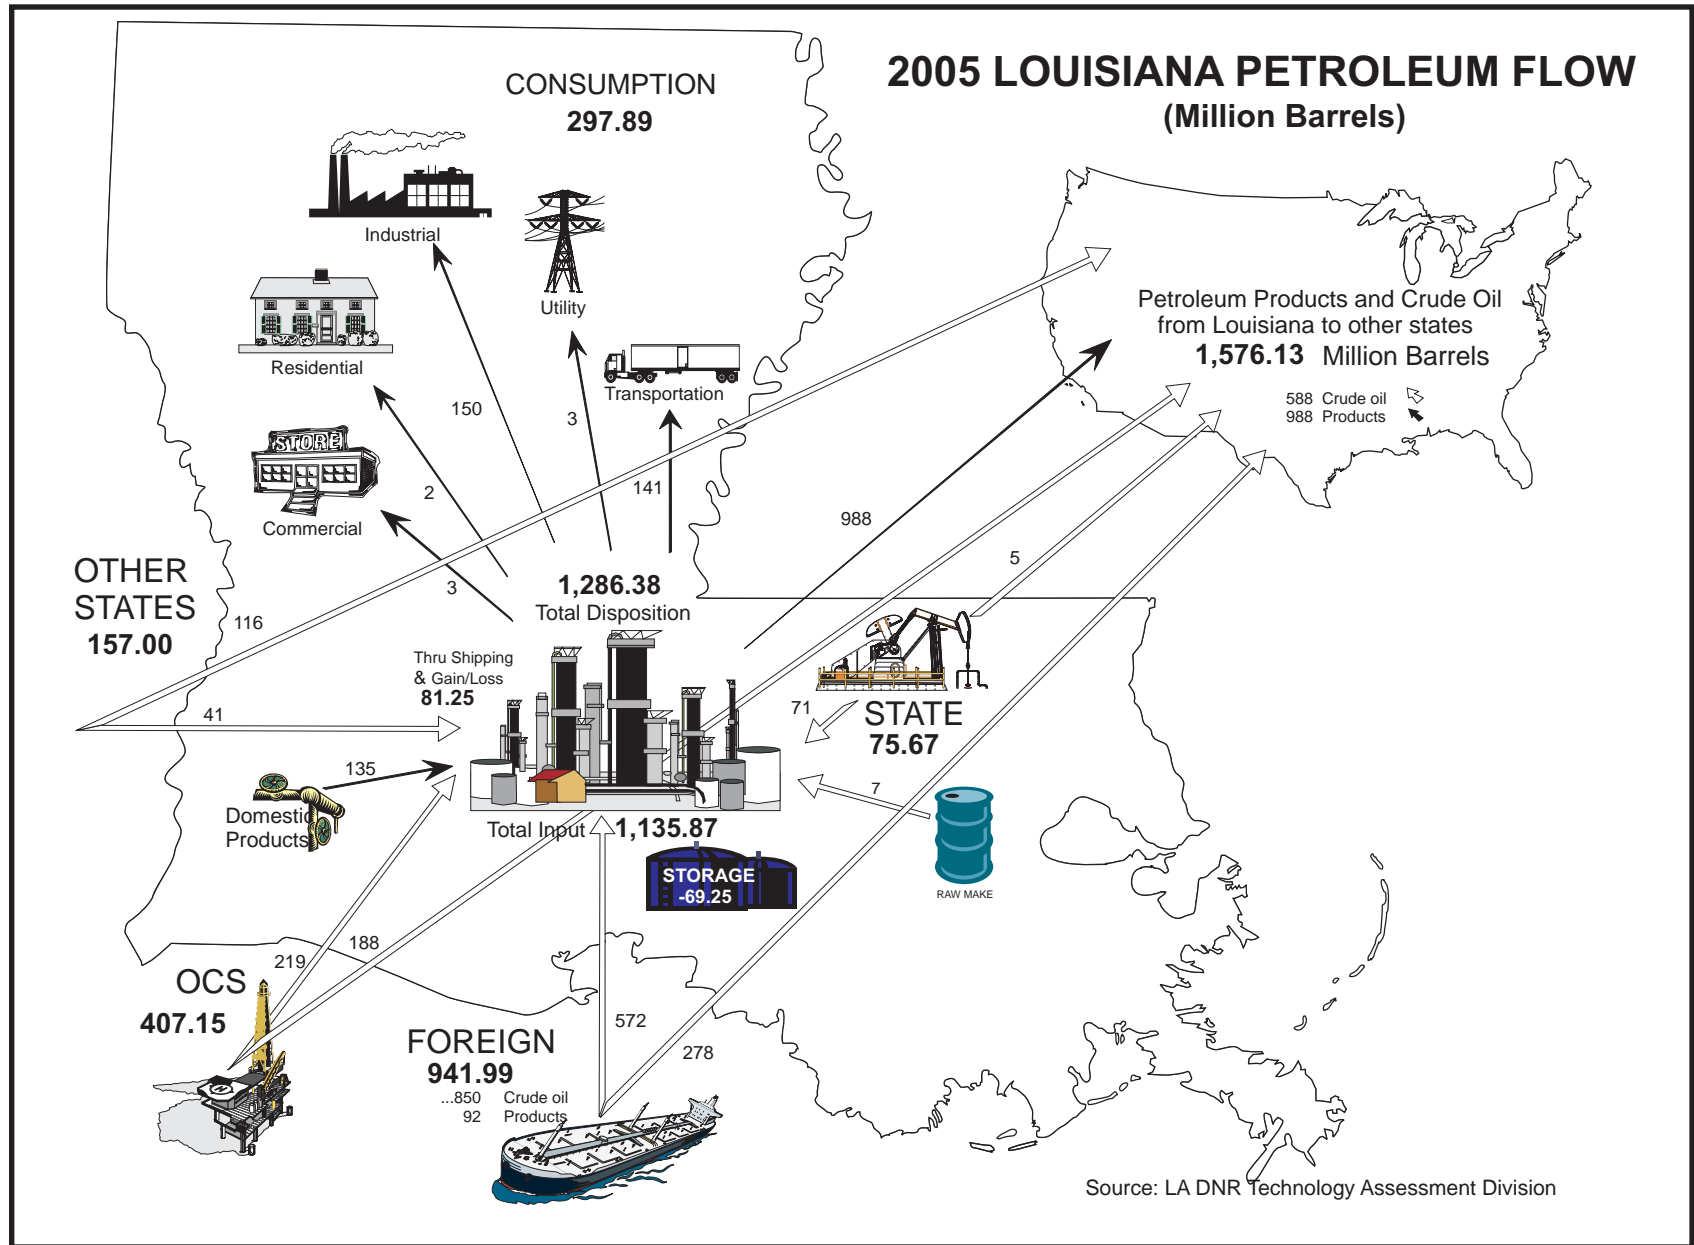 2005 LOUISIANA PETROLEUM FLOW
(Million Barrels)
CONSUMPTION
297.89
Industrial
Utility
Residential
Transportation
STORE
Commercial
150
3
2
141
3
988
5
Petroleum Products and Crude Oil
from Louisiana to other states
1,576.13 Million Barrels
588 Crude oil
988 Products
OTHER
STATES
157.00
116
41
1,286.38
Total Disposition
Thru Shipping
& Gain/Loss
81.25
71
STATE
75.67
135
Domestic
Products
7
RAW MAKE
Total Input 1,135.87
STORAGE
-69.25
188
219
OCS
407.15
H
572
278
FOREIGN
941.99
...850 Crude oil
92 Products
Source: LA DNR Technology Assessment Division